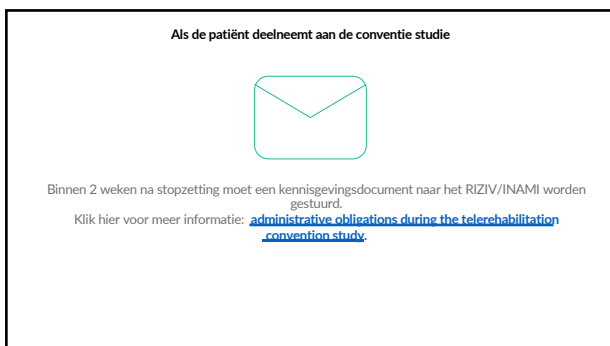 Als de patiënt deelneemt aan de conventie studie
Binnen 2 weken na stopzetting moet een kennisgevingsdocument naar het RIZIV/INAMI worden
gestuurd.
Klik hier voor meer informatie: administrative obligations during the telerehabilitation
convention study.